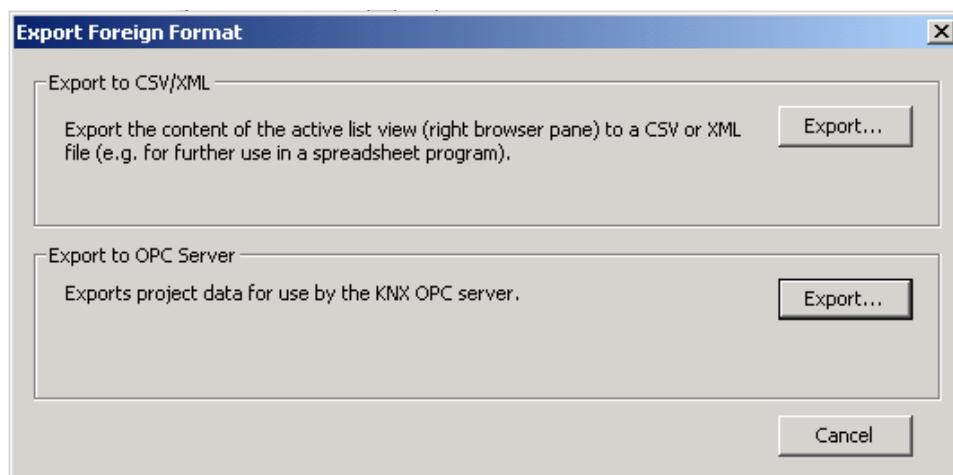 Export Foreign Format
Export to CSV/XML
Export the content of the active list view (right browser pane) to a CSV or XML
file (e.g. for further use in a spreadsheet program).
Export...
Export to OPC Server
Exports project data for use by the KNX OPC server.
Export...
Cancel